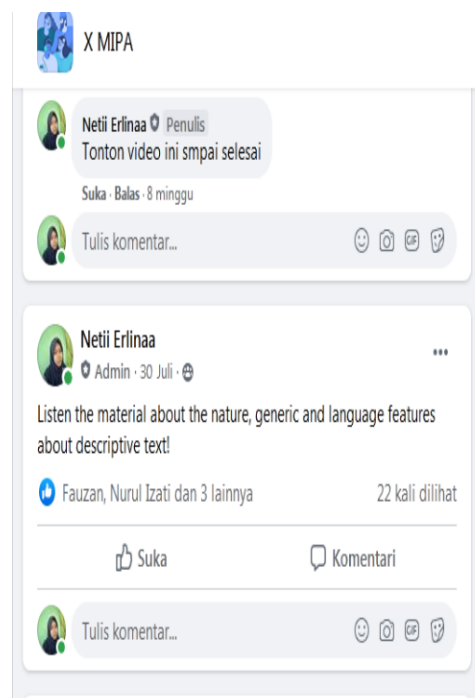 X MIPA
Netii Erlinaa Penulis
Tonton video ini smpai selesai
Suka · Balas · 8 minggu
Tulis komentar...
GIF
Netii Erlinaa
Admin · 30 Juli ·
Listen the material about the nature, generic and language features
about descriptive text!
Fauzan, Nurul Izati dan 3 lainnya 22 kali dilihat
Suka Komentari
Tulis komentar...
GIF